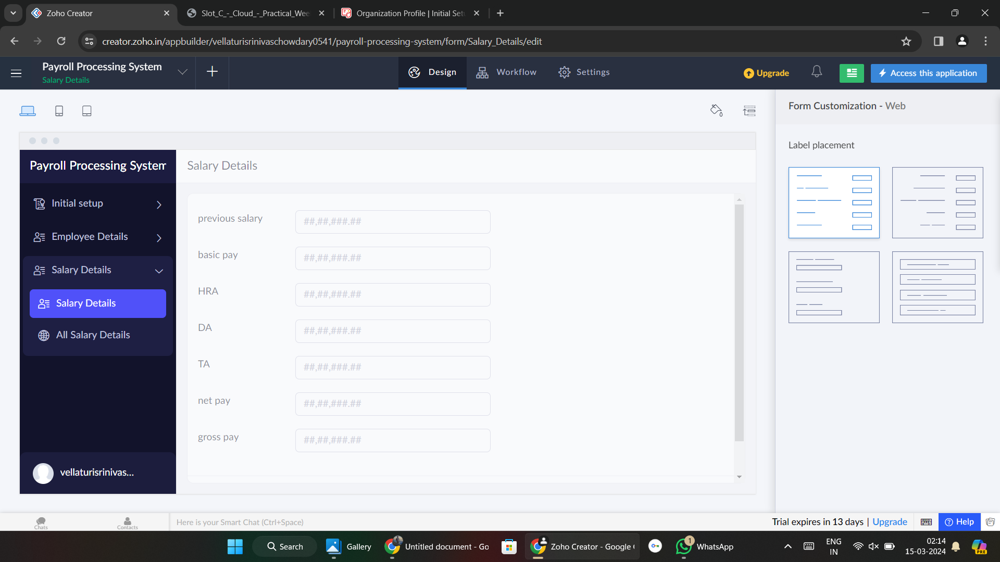 Zoho Creator
Slot_C_-_Cloud_-_Practical_Wee
Organization Profile | Initial Set
creator.zoho.in/appbuilder/vellaturisrinivaschowdary0541/payroll-processing-system/form/Salary_Details/edit
Payroll Processing System
Salary Details
Design
Workflow
Settings
Upgrade
Access this application
Form Customization - Web
Label placement
Payroll Processing System
Initial setup
Employee Details
Salary Details
Salary Details
All Salary Details
vellaturisrinivas...
Salary Details
previous salary
##,##,###.##
basic pay
##,##,###.##
HRA
##,##,###.##
DA
##,##,###.##
TA
##,##,###.##
net pay
##,##,###.##
gross pay
##,##,###.##
Chats
Contacts
Here is your Smart Chat (Ctrl+Space)
Trial expires in 13 days | Upgrade
Help
Search
Gallery
Untitled document - Go
Zoho Creator - Google
1
WhatsApp
ENG
IN
02:14
15-03-2024
PRE